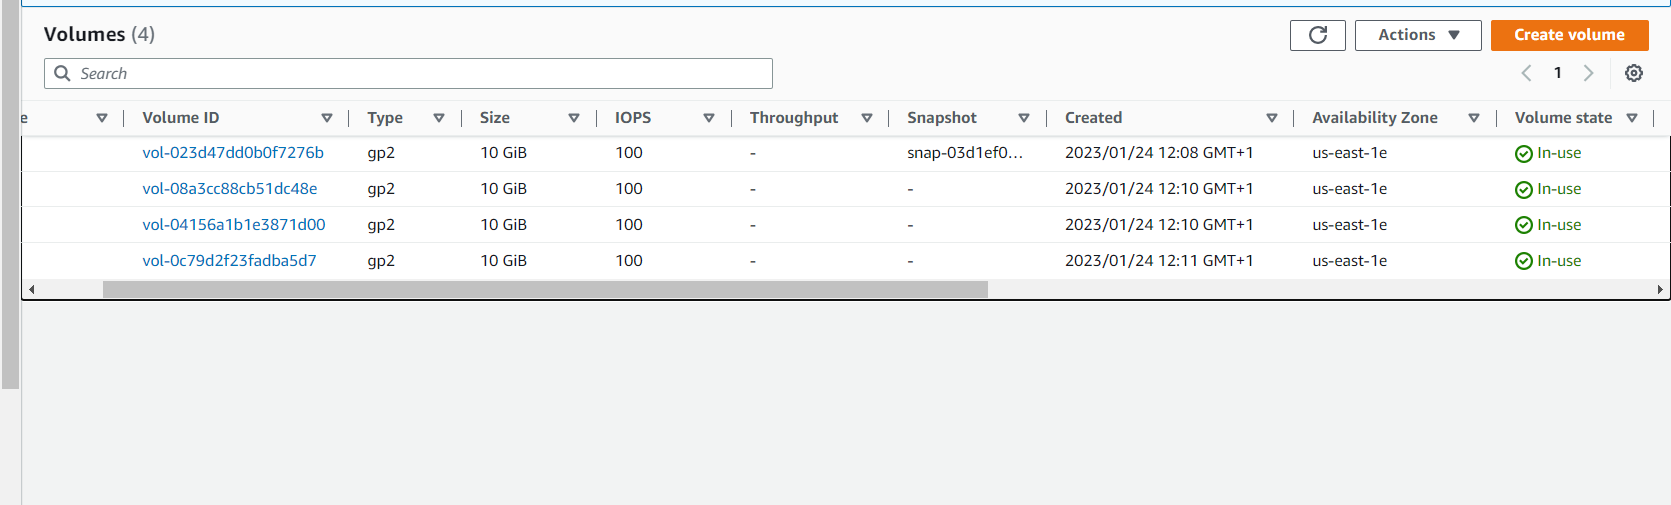 Volumes (4)
Actions
Create volume
Search
1
e Volume ID Type Size IOPS Throughput Snapshot Created Availability Zone Volume state
vol-023d47dd0b0f7276b gp2 10 GiB 100 - snap-03d1ef0... 2023/01/24 12:08 GMT+1 us-east-1e In-use
vol-08a3cc88cb51dc48e gp2 10 GiB 100 - - 2023/01/24 12:10 GMT+1 us-east-1e In-use
vol-04156a1b1e3871d00 gp2 10 GiB 100 - - 2023/01/24 12:10 GMT+1 us-east-1e In-use
vol-0c79d2f23fadba5d7 gp2 10 GiB 100 - - 2023/01/24 12:11 GMT+1 us-east-1e In-use